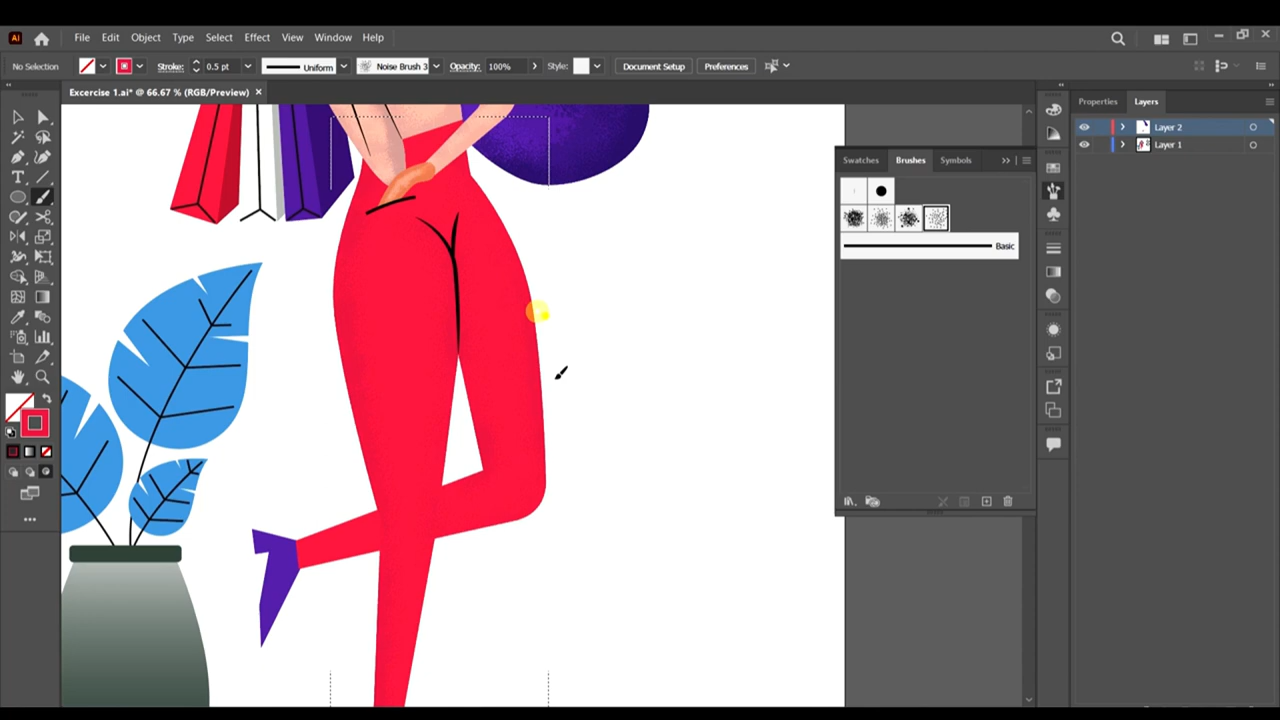 Ai File Edit Object Type Select Effect View Window Help
No Selection Stroke: 0.5 pt Uniform Noise Brush 3 Opacity: 100% Style: Document Setup Preferences
Excercise 1.ai* @ 66.67 % (RGB/Preview) ×
Properties Layers
Layer 2
Layer 1
Swatches Brushes Symbols
Basic